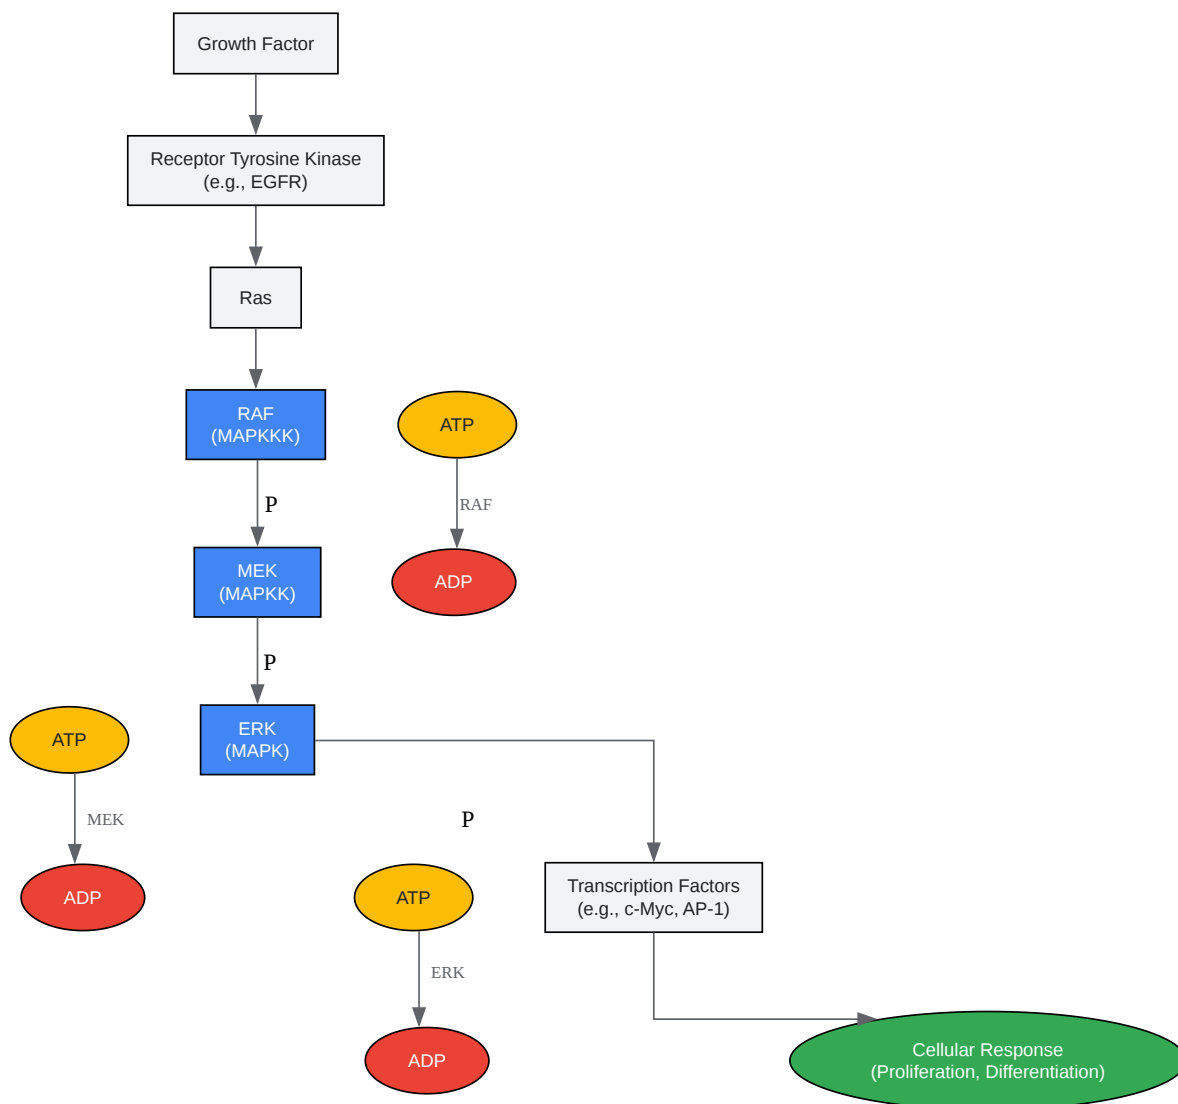 Growth Factor
Receptor Tyrosine Kinase
(e.g., EGFR)
Ras
RAF
(MAPKKK)
ATP
P
RAF
MEK
(MAPKK)
ADP
P
ERK
(MAPK)
ATP
MEK
P
ADP
ATP
Transcription Factors
(e.g., c-Myc, AP-1)
ERK
ADP
Cellular Response
(Proliferation, Differentiation)